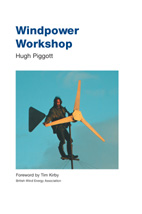 Windpower
Workshop
Hugh Piggott
Foreword by Tim Kirby
British Wind Energy Association